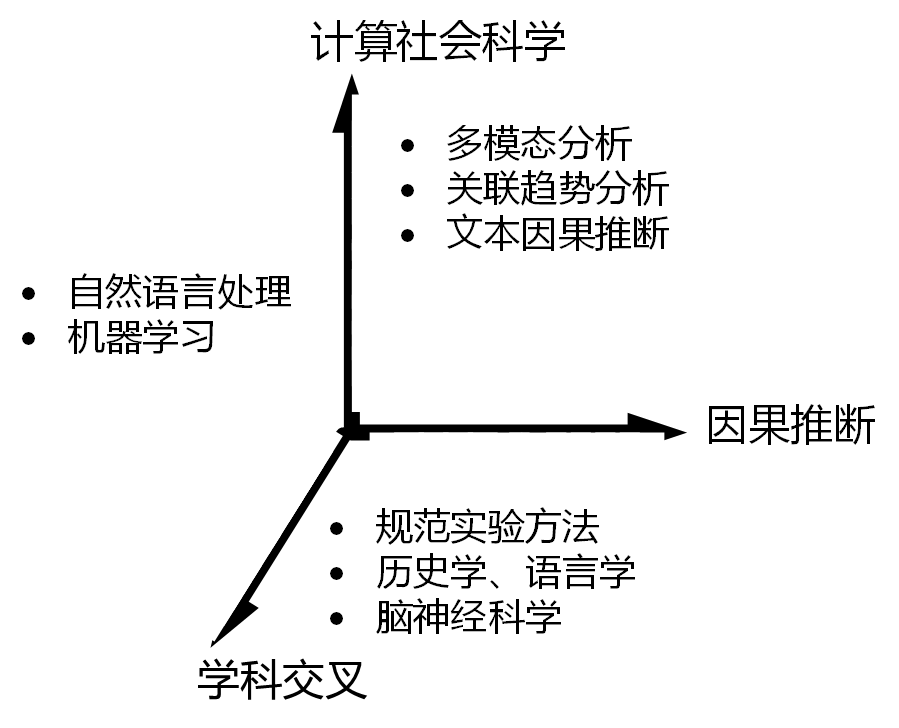 计算社会科学
• 多模态分析
• 关联趋势分析
• 文本因果推断
• 自然语言处理
• 机器学习
因果推断
• 规范实验方法
• 历史学、语言学
• 脑神经科学
学科交叉